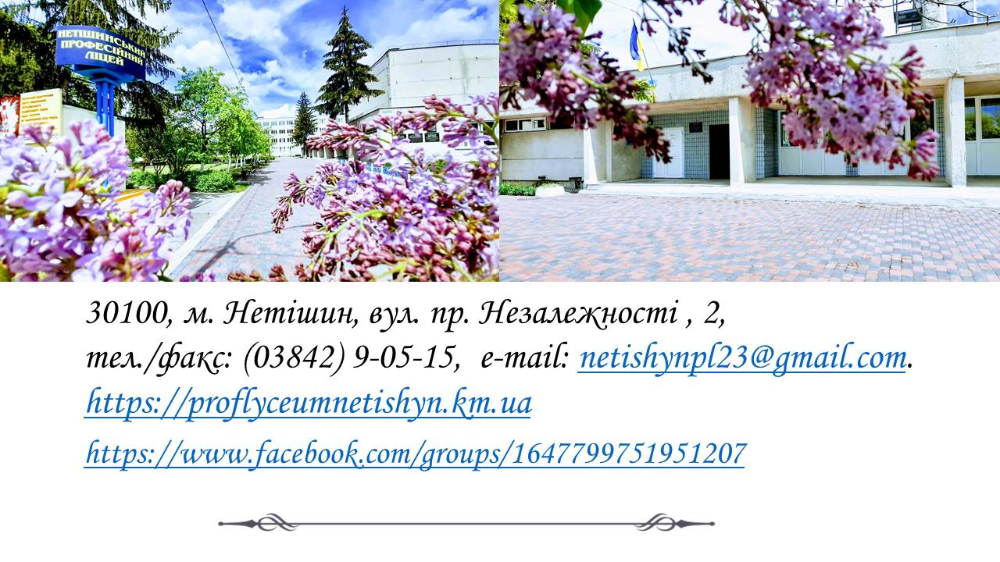 НЕТІШИНСЬКИЙ
ПРОФЕСІЙНИЙ
ЛІЦЕЙ
30100, м. Нетішин, вул. пр. Незалежності , 2,
тел./факс: (03842) 9-05-15, e-mail: netishynpl23@gmail.com.
https://proflyceumnetishyn.km.ua
https://www.facebook.com/groups/1647799751951207